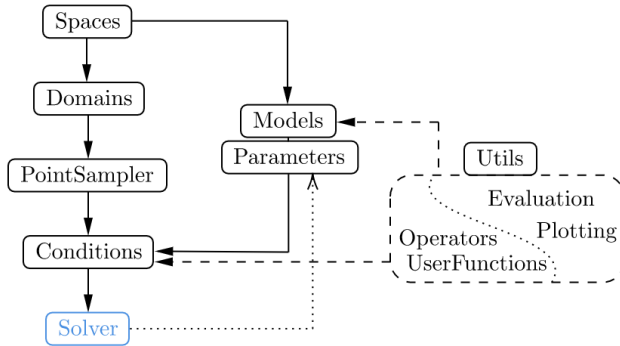 Spaces
Domains
Models
Parameters
PointSampler
Utils
Evaluation
Plotting
Operators
UserFunctions
Conditions
Solver